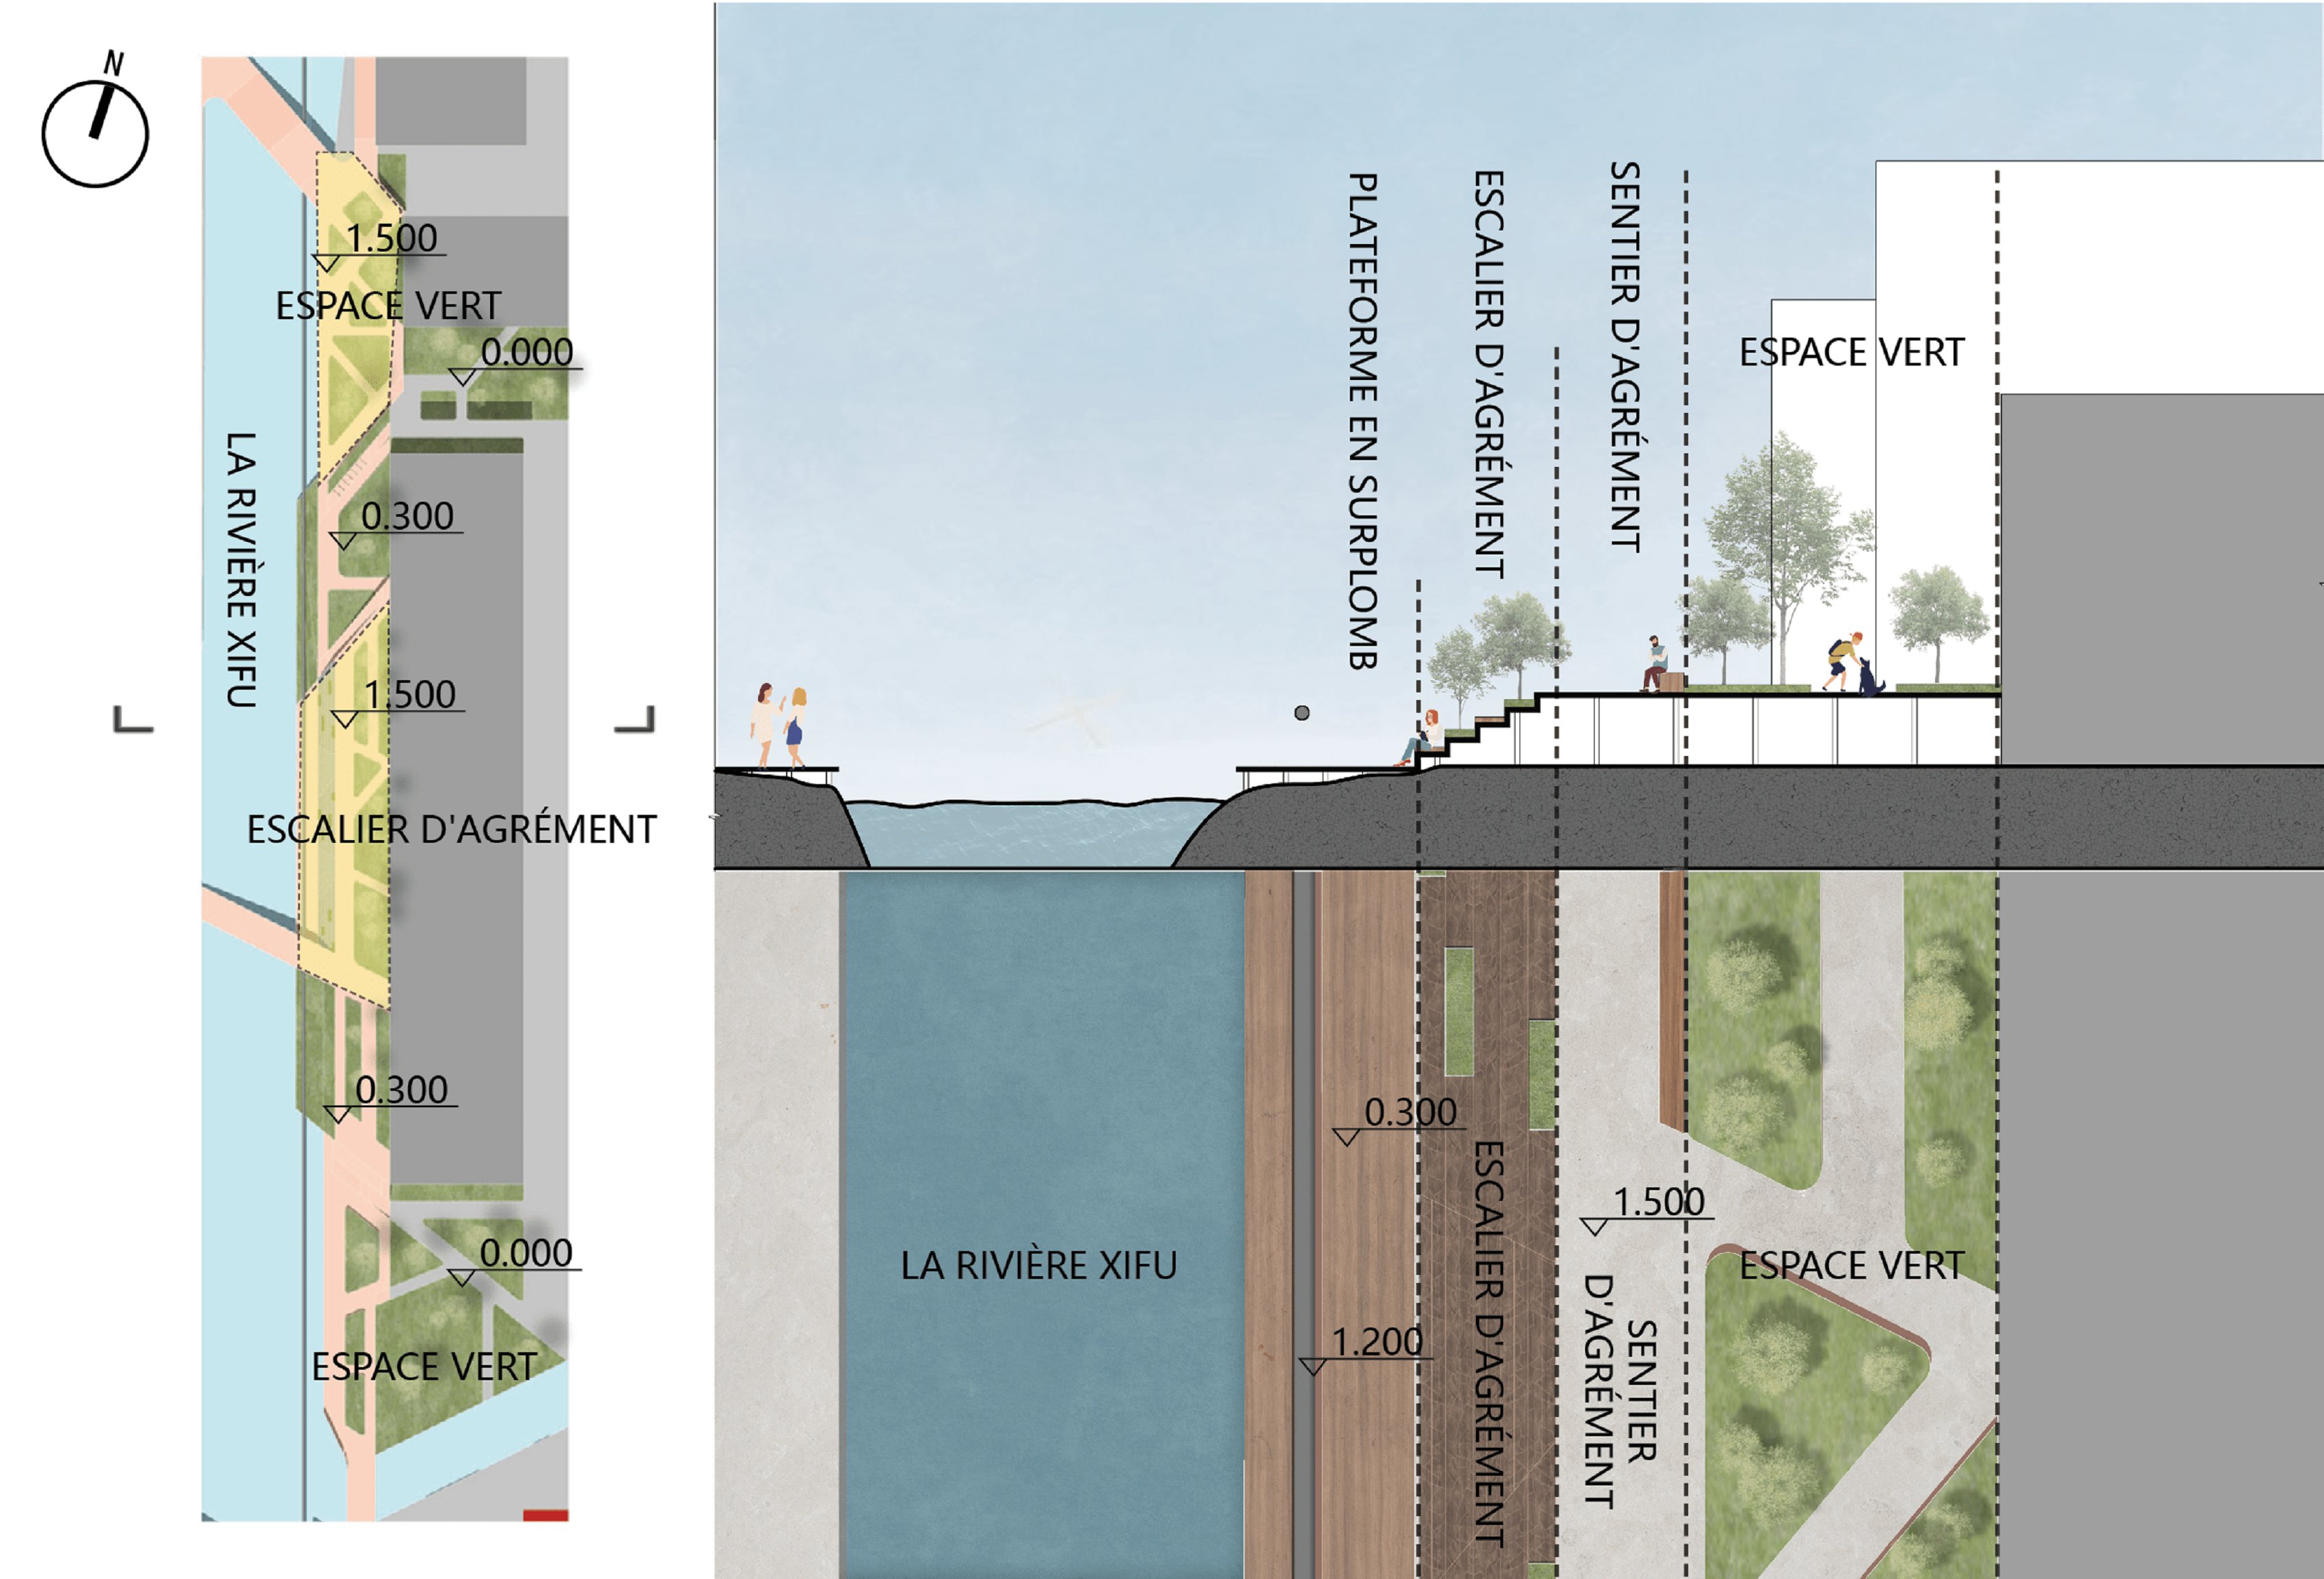 N
1.500
ESPACE VERT
0.000
LA RIVIÈRE XIFU
0.300
1.500
ESCALIER D'AGRÉMENT
0.300
0.000
ESPACE VERT
PLATEFORME EN SURPLOMB
ESCALIER D'AGRÉMENT
SENTIER D'AGRÉMENT
ESPACE VERT
LA RIVIÈRE XIFU
0.300
1.200
ESCALIER D'AGRÉMENT
1.500
SENTIER
D'AGRÉMENT
ESPACE VERT